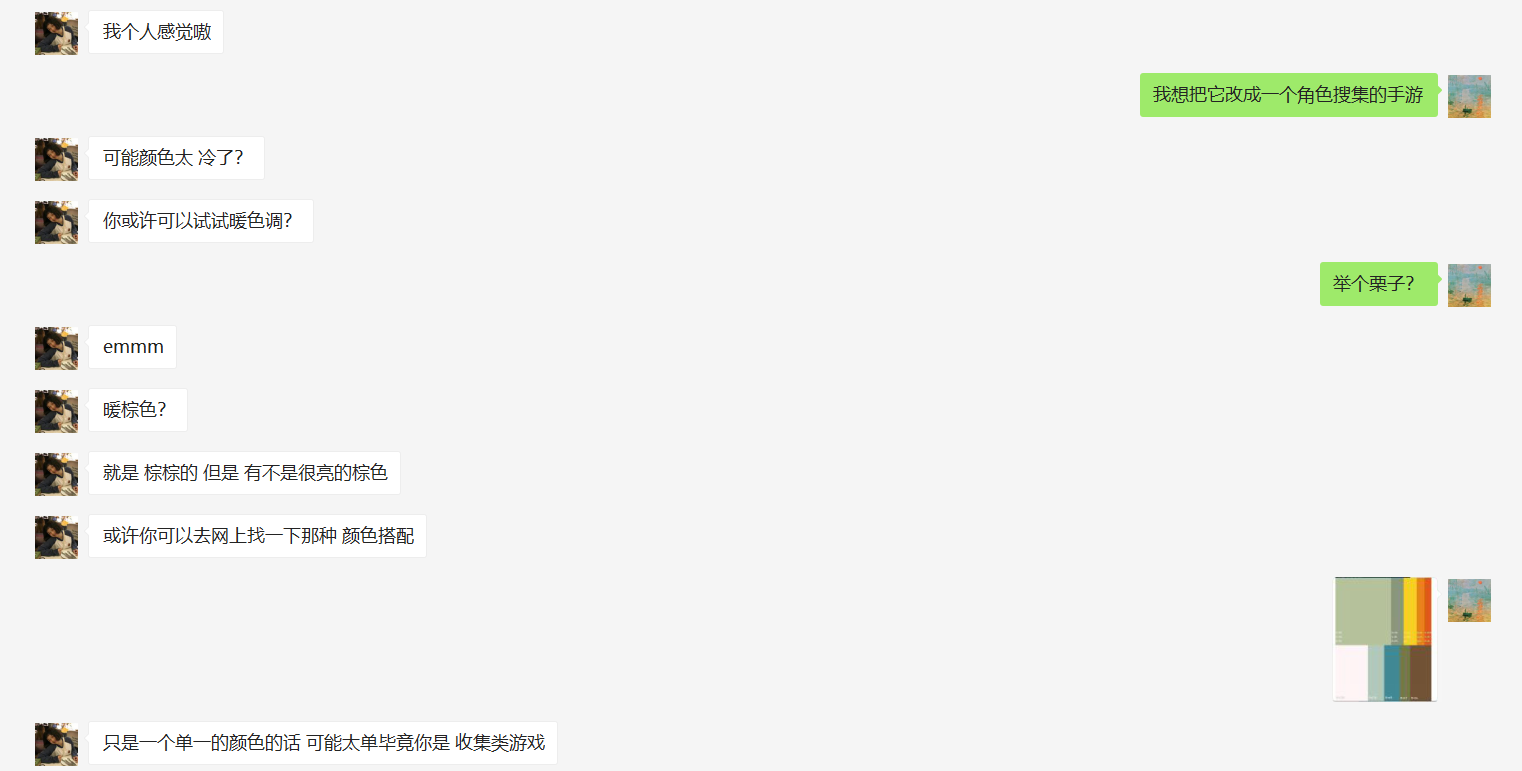 我个人感觉嗷
我想把它改成一个角色搜集的手游
可能颜色太 冷了?
你或许可以试试暖色调?
举个栗子?
emmm
暖棕色?
就是 棕棕的 但是 有不是很亮的棕色
或许你可以去网上找一下那种 颜色搭配
只是一个单一的颜色的话 可能太单毕竟你是 收集类游戏